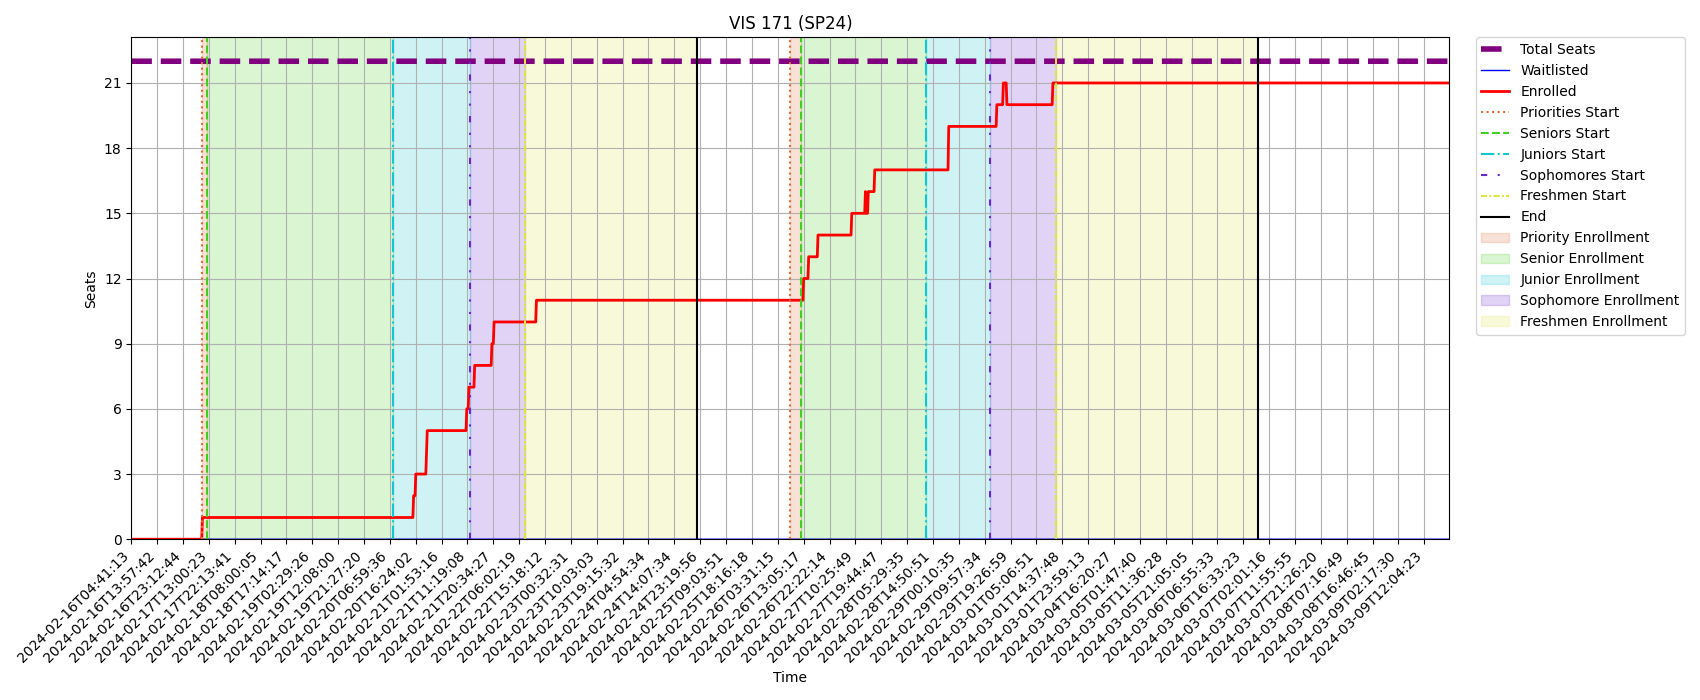 VIS 171 (SP24)
Seats
21
18
15
12
9
6
3
0
2024-02-16T04:41:13
2024-02-16T13:57:42
2024-02-16T23:12:44
2024-02-17T13:00:23
2024-02-17T22:13:41
2024-02-18T08:00:05
2024-02-18T17:14:17
2024-02-19T02:29:26
2024-02-19T12:08:00
2024-02-19T21:27:20
2024-02-20T06:59:36
2024-02-20T16:24:02
2024-02-21T01:53:16
2024-02-21T11:19:08
2024-02-21T20:34:27
2024-02-22T06:02:19
2024-02-22T15:18:12
2024-02-23T00:32:31
2024-02-23T10:03:03
2024-02-23T19:15:32
2024-02-24T04:54:34
2024-02-24T14:07:34
2024-02-24T23:19:56
2024-02-25T09:03:51
2024-02-25T18:16:18
2024-02-26T03:31:15
2024-02-26T13:05:17
2024-02-26T22:22:14
2024-02-27T10:25:49
2024-02-27T19:44:47
2024-02-28T05:29:35
2024-02-28T14:50:51
2024-02-29T00:10:35
2024-02-29T09:57:34
2024-02-29T19:26:59
2024-03-01T05:06:51
2024-03-01T14:37:48
2024-03-01T23:59:13
2024-03-04T16:20:27
2024-03-05T01:47:40
2024-03-05T11:36:28
2024-03-05T21:05:05
2024-03-06T06:55:33
2024-03-06T16:33:23
2024-03-07T02:01:16
2024-03-07T11:55:55
2024-03-07T21:26:20
2024-03-08T07:16:49
2024-03-08T16:46:45
2024-03-09T02:17:30
2024-03-09T12:04:23
Time
Total Seats
Waitlisted
Enrolled
Priorities Start
Seniors Start
Juniors Start
Sophomores Start
Freshmen Start
End
Priority Enrollment
Senior Enrollment
Junior Enrollment
Sophomore Enrollment
Freshmen Enrollment